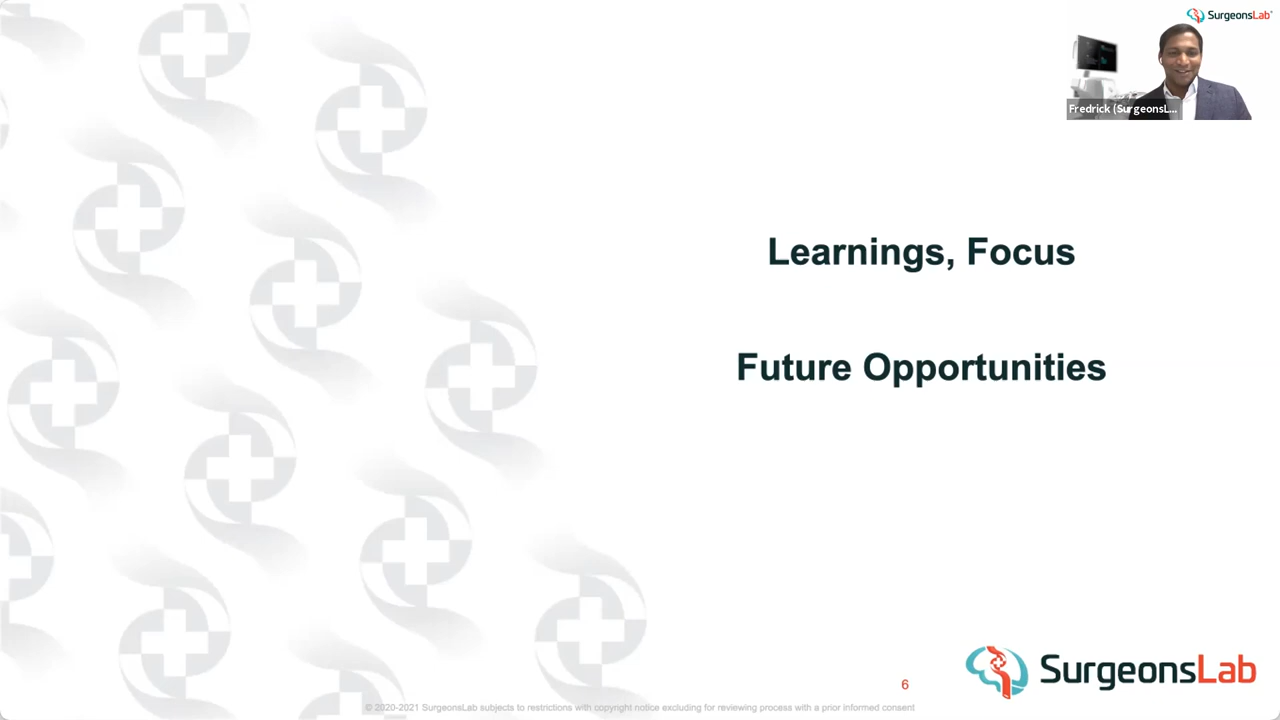 SurgeonsLab
Fredrick (SurgeonsL...
Learnings, Focus
Future Opportunities
6
SurgeonsLab
© 2020-2021 SurgeonsLab subjects to restrictions with copyright notice excluding for reviewing process with a prior informed consent